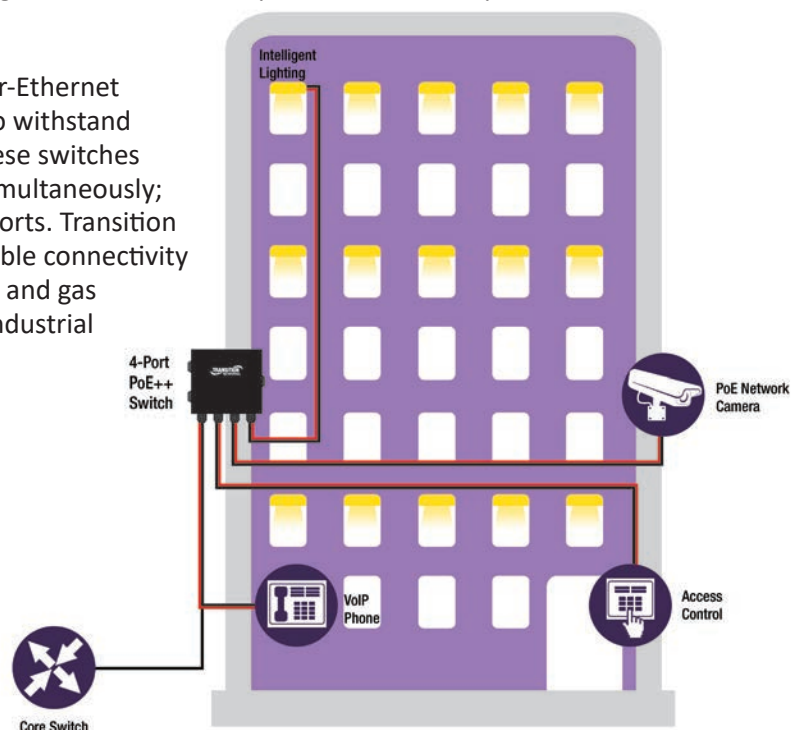 r-Ethernet
withstand
ese switches
multaneously;
orts. Transition
ble connectivity
and gas
ndustrial
Intelligent
Lighting
4-Port
PoE++
Switch
TRANSITION
PoE Network
Camera
VoIP
Phone
Access
Control
Core Switch